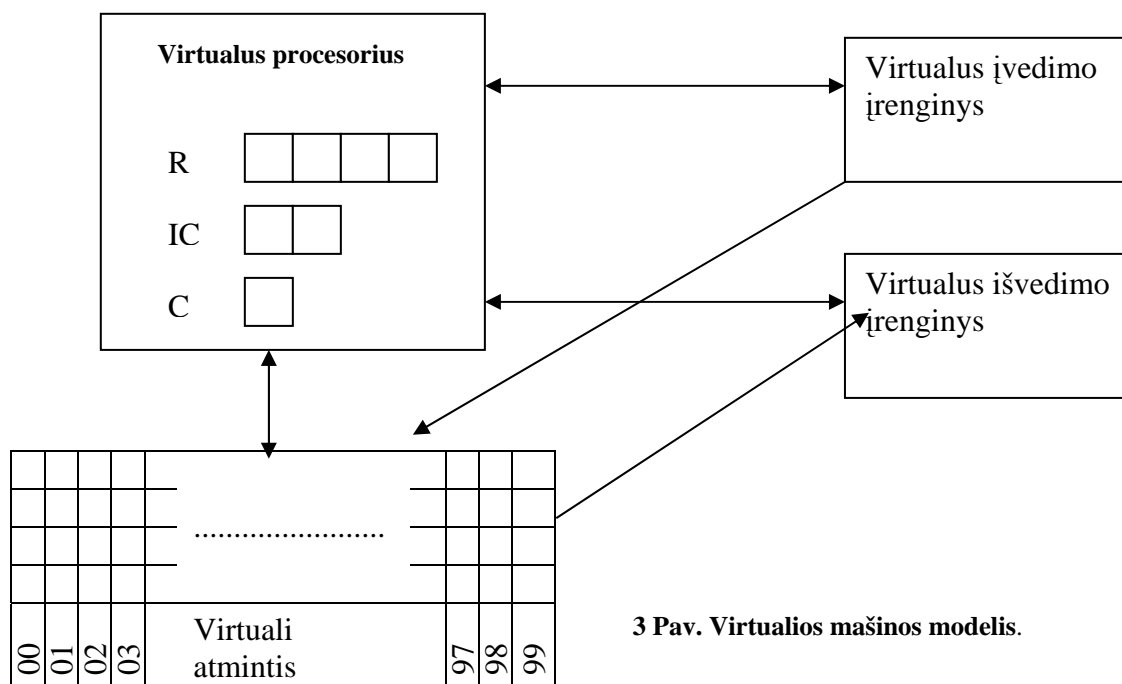 Virtualus procesorius
R
IC
C
Virtualus įvedimo
įrenginys
Virtualus išvedimo
įrenginys
........................
00 01 02 03
Virtuali
atmintis
97 98 99
3 Pav. Virtualios mašinos modelis.